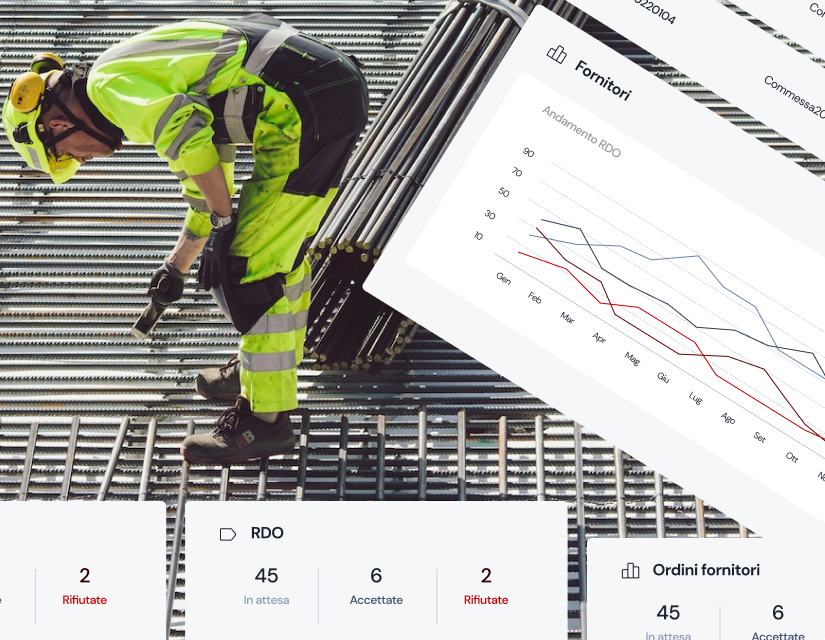 0220104
Commessa20
Fornitori
Andamento RDO
90
70
50
30
10
Gen
Feb
Mar
Apr
Mag
Giu
Lug
Ago
Set
Ott
RDO
2
45
6
2
Rifiutate
In attesa
Accettate
Rifiutate
Ordini fornitori
45
6
In attesa
Accettate